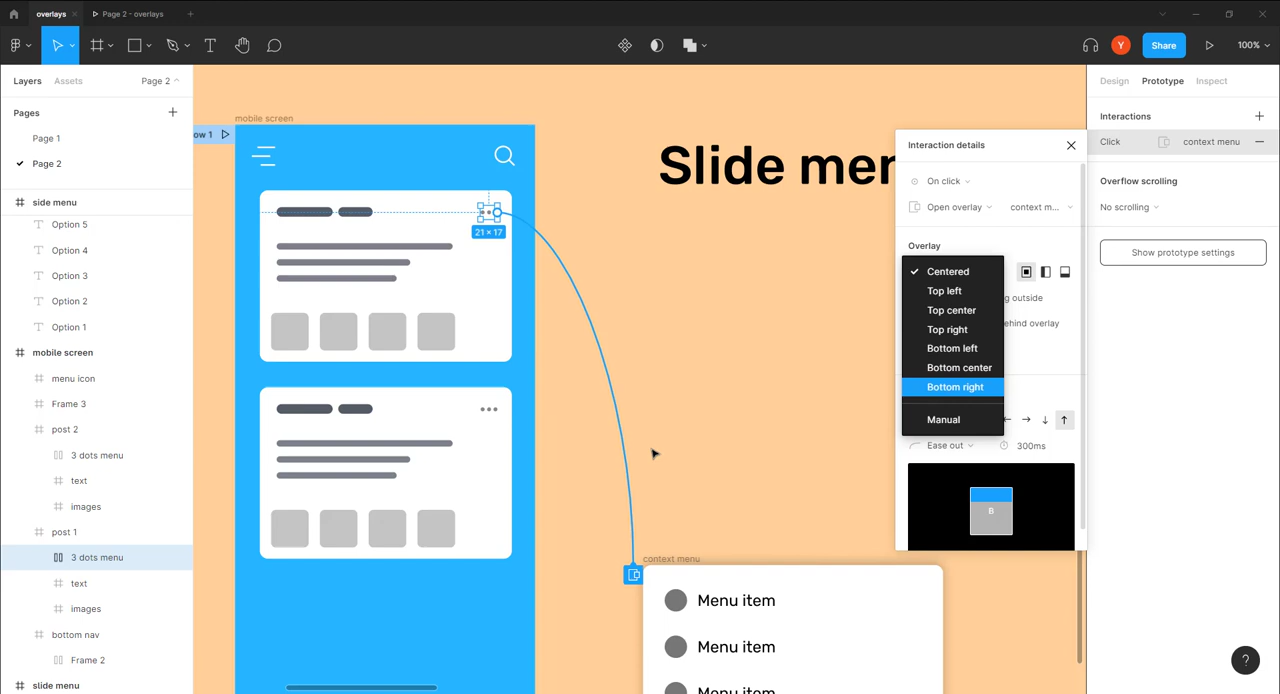 overlays
Page 2 - overlays
Share
Y
100%
Layers
Assets
Page 2
Pages
Page 1
Page 2
side menu
Option 5
Option 4
Option 3
Option 2
Option 1
mobile screen
menu icon
Frame 3
post 2
3 dots menu
text
images
post 1
3 dots menu
text
images
bottom nav
Frame 2
slide menu
ow 1
mobile screen
21 × 17
Slide men
context menu
Menu item
Menu item
Menu item
Interaction details
On click
Open overlay
context m...
Overlay
Centered
Top left
Top center
Top right
Bottom left
Bottom center
Bottom right
Manual
g outside
ehind overlay
Ease out
300ms
B
Design
Prototype
Inspect
Interactions
Click
context menu
Overflow scrolling
No scrolling
Show prototype settings
?